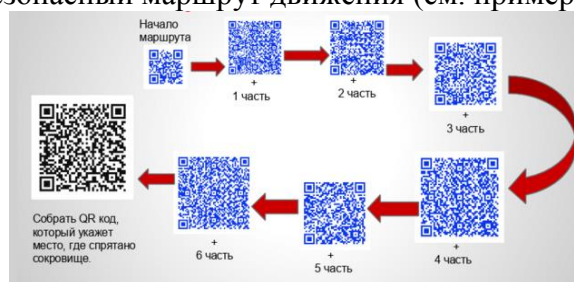 зопасный маршрут движения (см. пример
Начало
маршрута
+
1 часть
+
2 часть
+
3 часть
+
4 часть
+
5 часть
+
6 часть
Собрать QR код,
который укажет
место, где спрятано
сокровище.